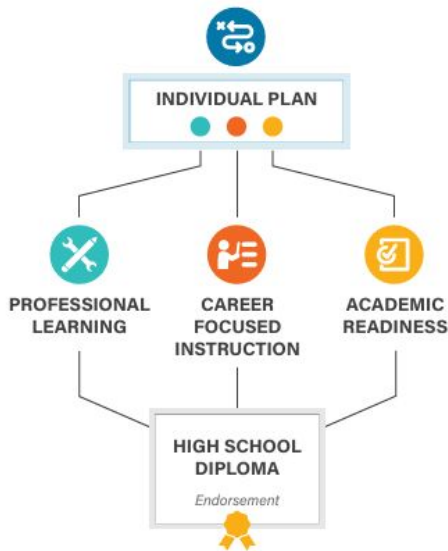 INDIVIDUAL PLAN
PROFESSIONAL
LEARNING
CAREER
FOCUSED
INSTRUCTION
ACADEMIC
READINESS
HIGH SCHOOL
DIPLOMA
Endorsement